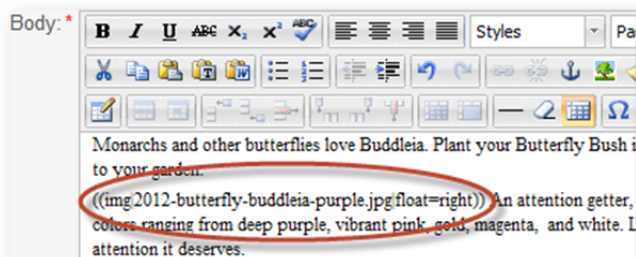 Body: *
B I U ABC X₂ X² ABC Styles Pa
Monarchs and other butterflies love Buddleia. Plant your Butterfly Bush i
to your garden.
((img|2012-butterfly-buddleia-purple.jpg|float=right)) An attention getter,
colors ranging from deep purple, vibrant pink, gold, magenta, and white. L
attention it deserves.